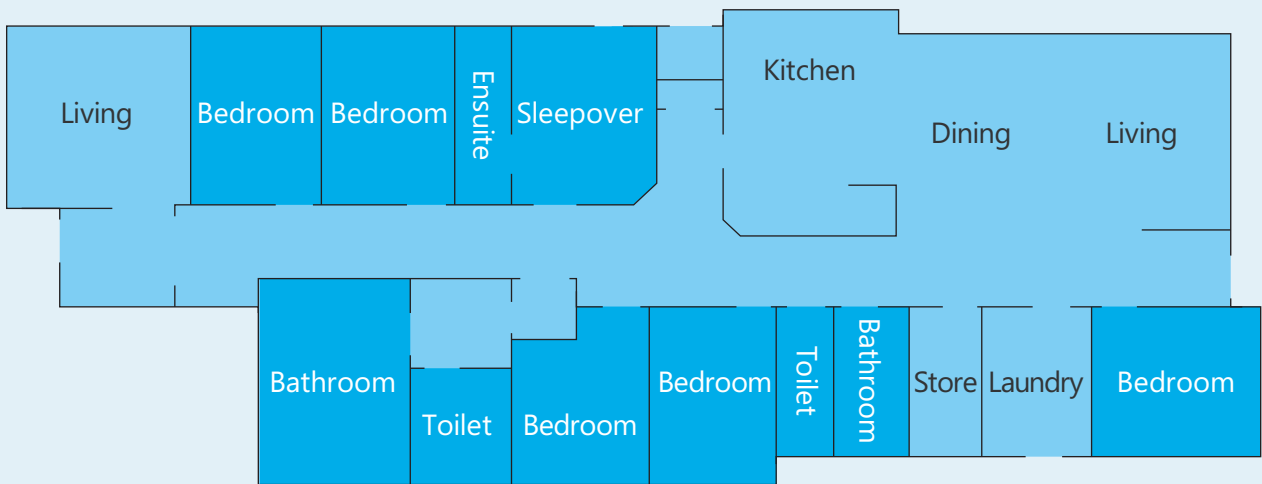 Living
Bedroom
Bedroom
Ensuite
Sleepover
Kitchen
Dining
Living
Bathroom
Toilet
Bedroom
Bedroom
Toilet
Bathroom
Store
Laundry
Bedroom